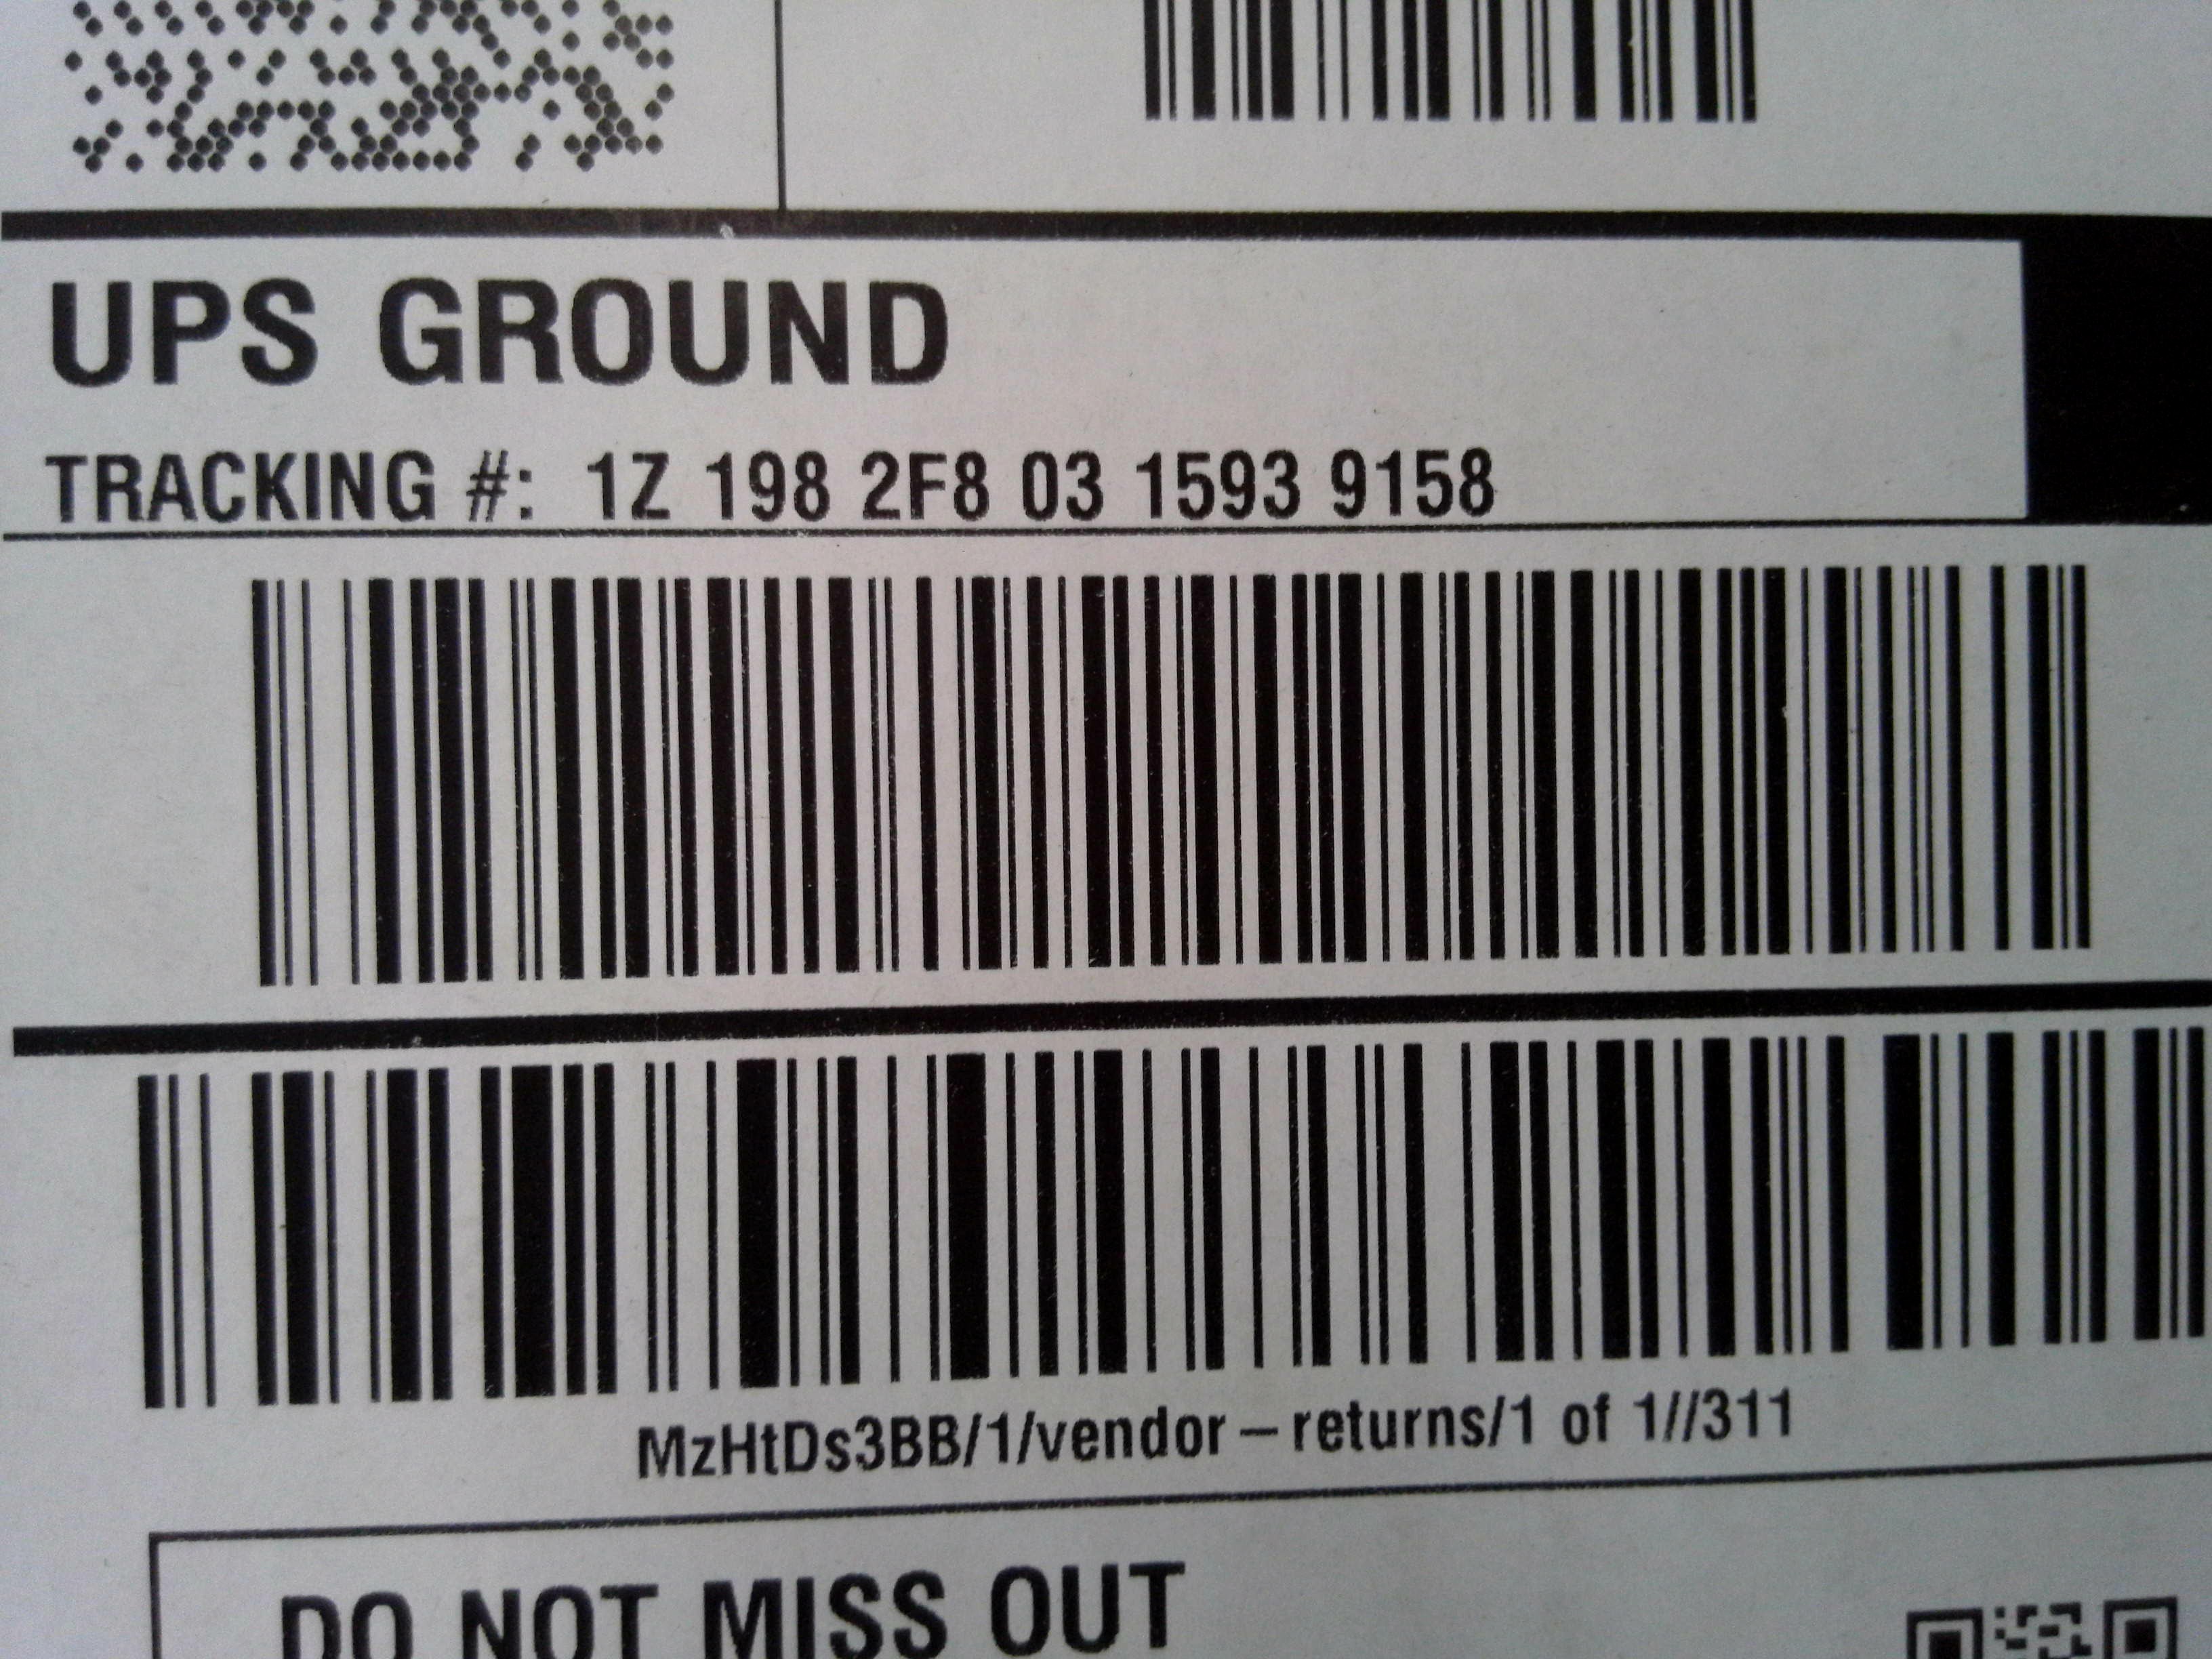 UPS GROUND
TRACKING #: 1Z 198 2F8 03 1593 9158
MzHtDs3BB/1/vendor – returns/1 of 1//311
DO NOT MISS OUT